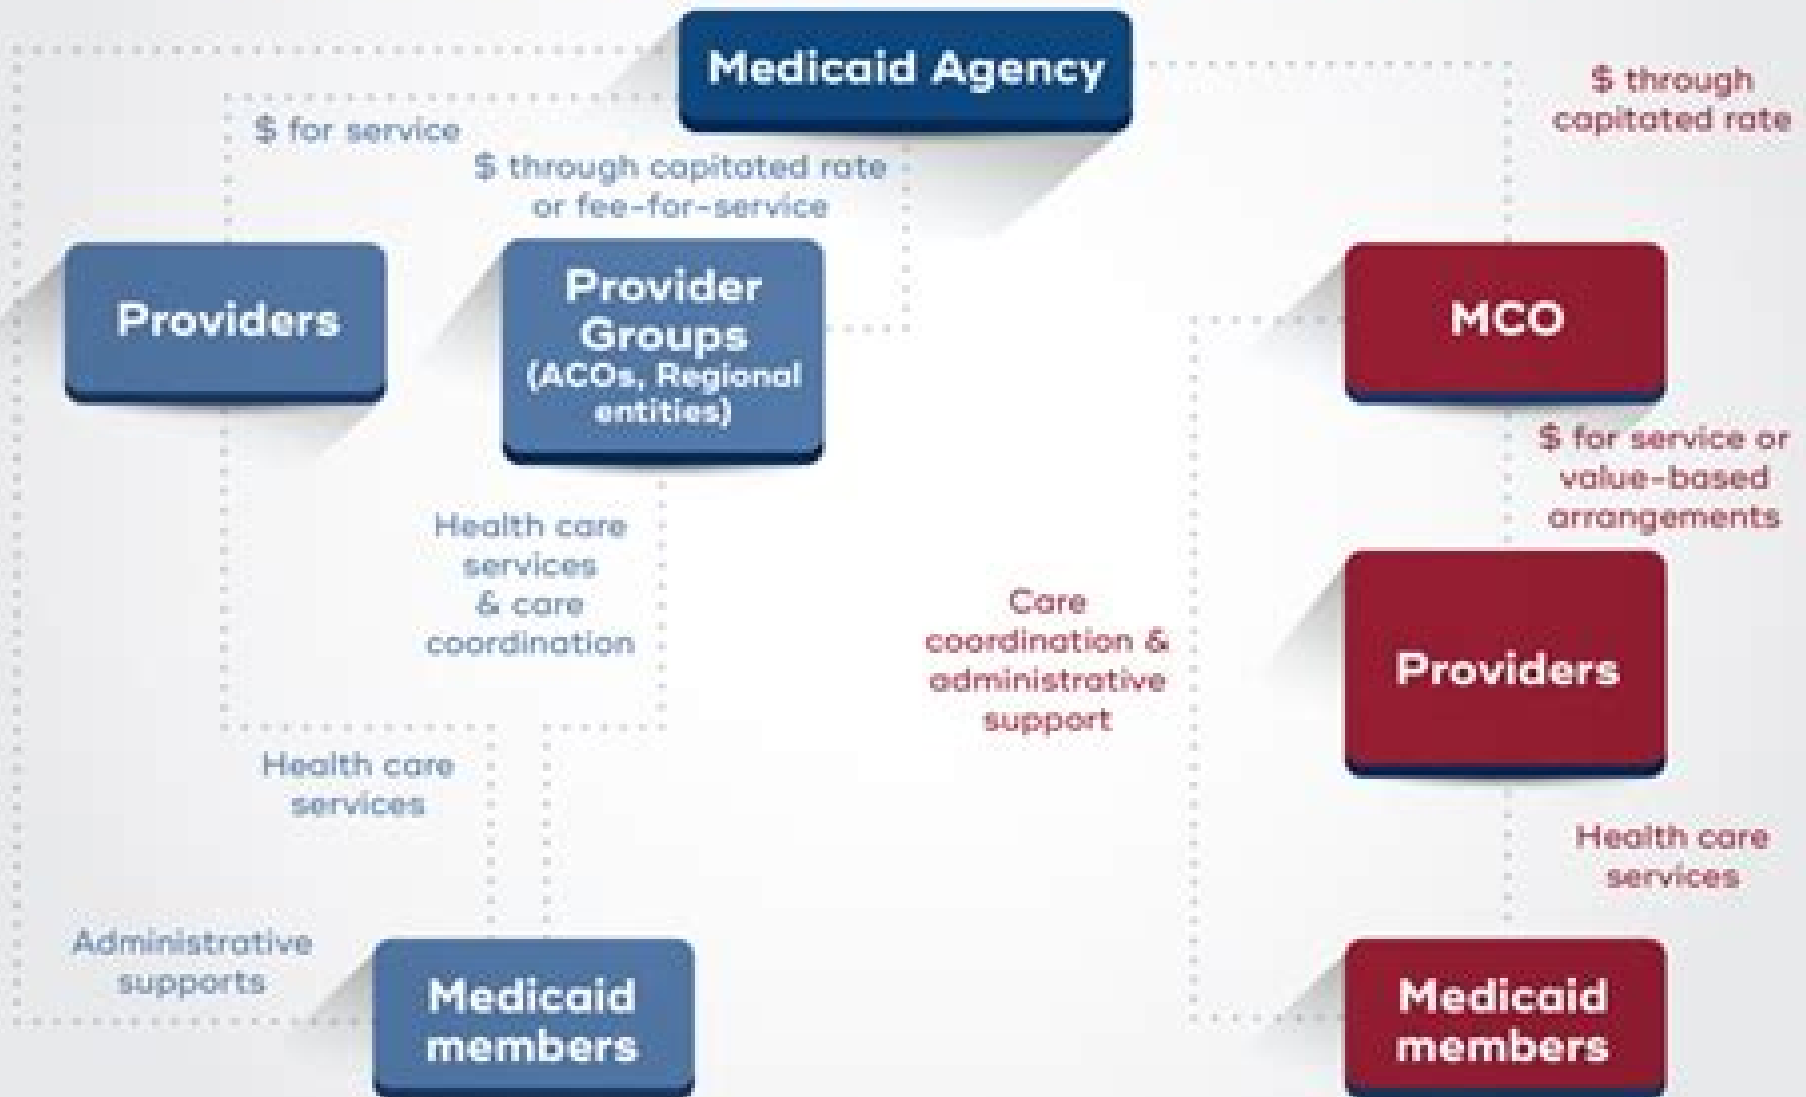 Medicaid Agency
$ for service
$ through capitated rate
or fee-for-service
$ through
capitated rate
Providers
Provider
Groups
(ACOs, Regional
entities)
MCO
$ for service or
value-based
arrangements
Health care
services
& care
coordination
Care
coordination &
administrative
support
Providers
Health care
services
Health care
services
Administrative
supports
Medicaid
members
Medicaid
members